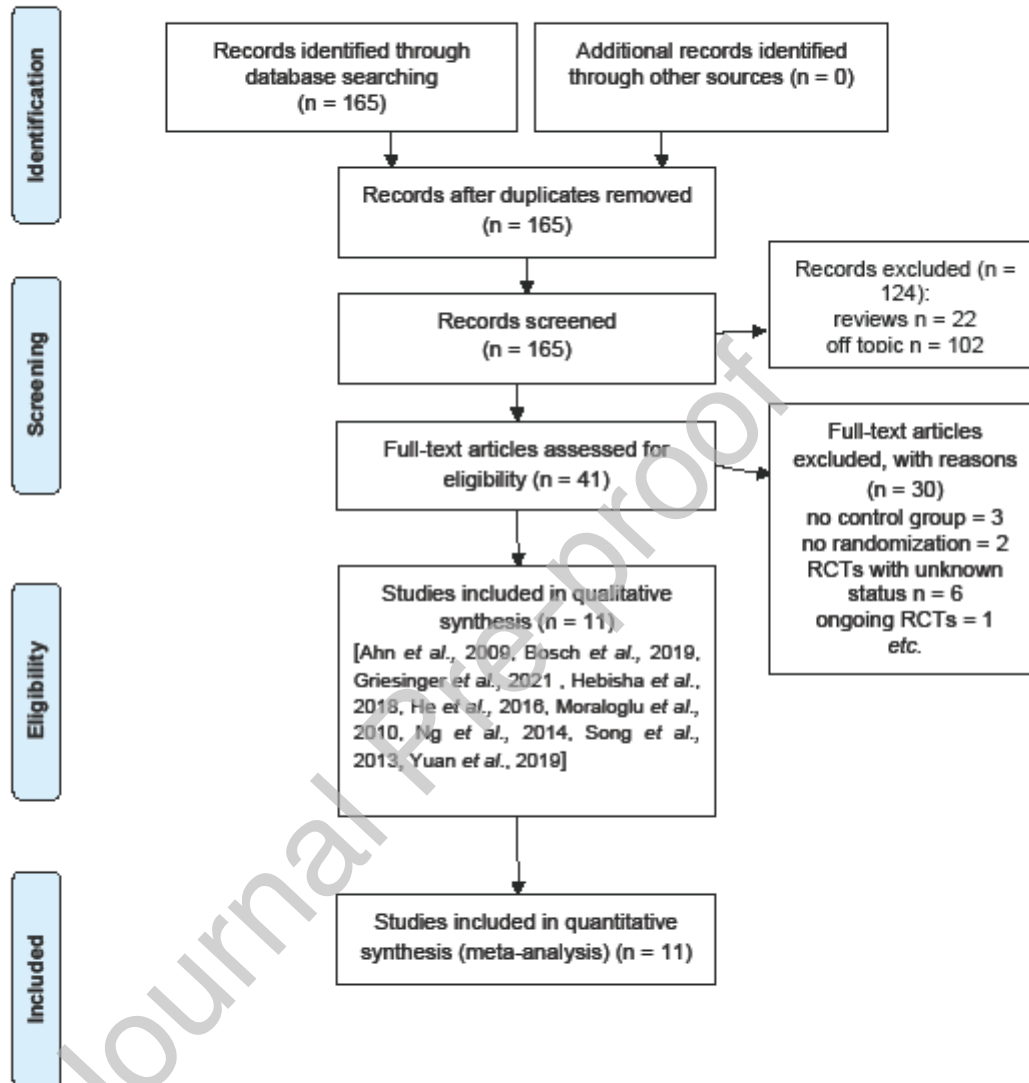 Identification
Records identified through
database searching
(n = 165)
Additional records identified
through other sources (n = 0)
Records after duplicates removed
(n = 165)
Screening
Records screened
(n = 165)
Records excluded (n =
124):
reviews n = 22
off topic n = 102
Full-text articles assessed for
eligibility (n = 41)
Full-text articles
excluded, with reasons
(n = 30)
no control group = 3
no randomization = 2
RCTs with unknown
status n = 6
ongoing RCTs = 1
etc.
Eligibility
Studies included in qualitative
synthesis (n = 11)
[Ahn et al., 2009, Bosch et al., 2019,
Griesinger et al., 2021 , Hebisha et al.,
2018, He et al., 2016, Moraloglu et al.,
2010, Ng et al., 2014, Song et al.,
2013, Yuan et al., 2019]
Included
Studies included in quantitative
synthesis (meta-analysis) (n = 11)
Journal Pre-proof